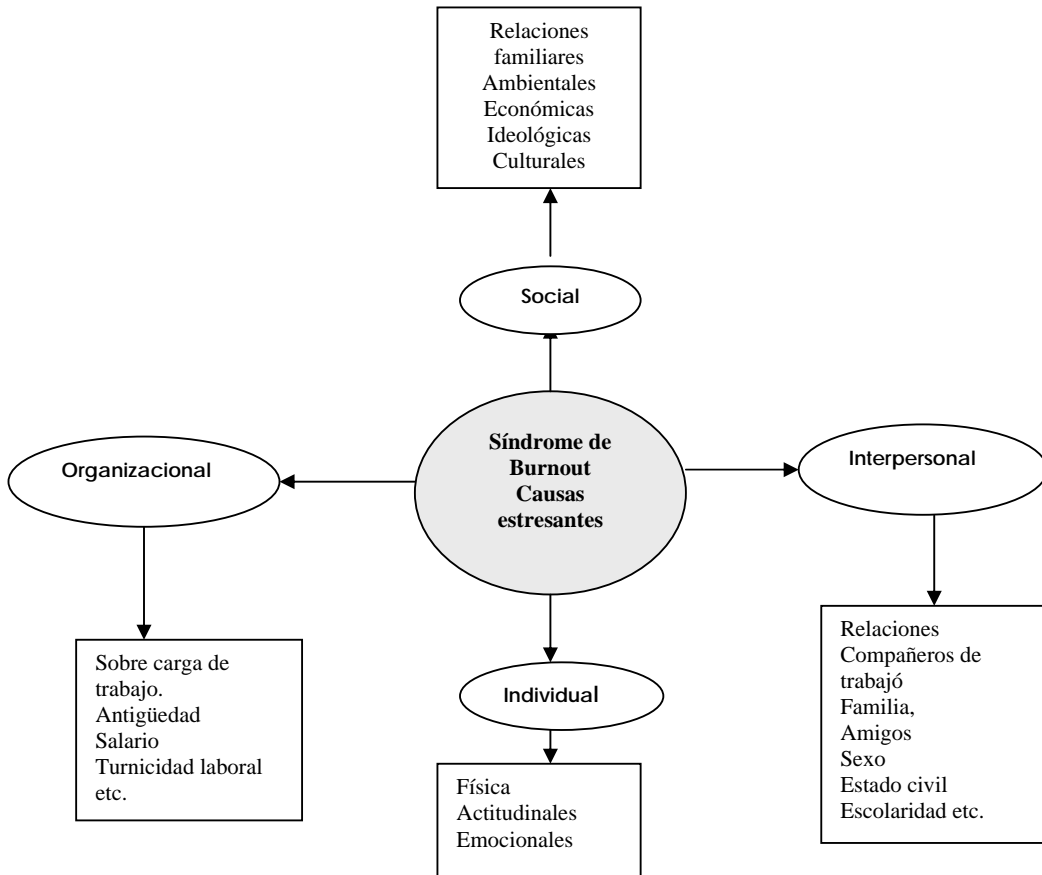 Relaciones
familiares
Ambientales
Económicas
Ideológicas
Culturales
Social
Síndrome de
Burnout
Causas
estresantes
Organizacional
Interpersonal
Sobre carga de
trabajo.
Antigüedad
Salario
Turnicidad laboral
etc.
Individual
Física
Actitudinales
Emocionales
Relaciones
Compañeros de
trabajó
Familia,
Amigos
Sexo
Estado civil
Escolaridad etc.